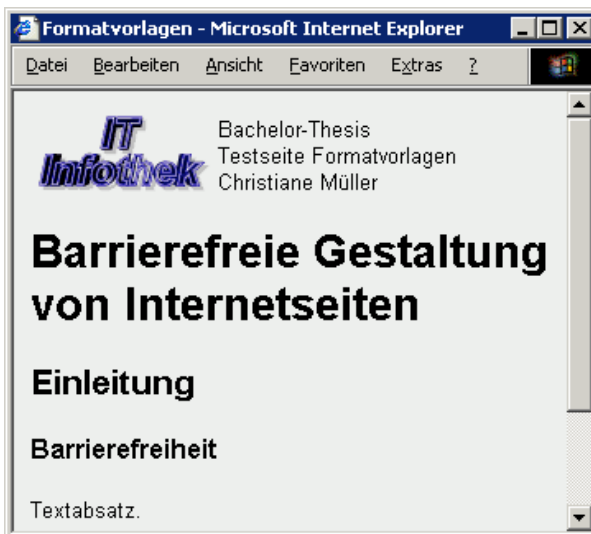 Formatvorlagen - Microsoft Internet Explorer
Datei Bearbeiten Ansicht Favoriten Extras ?
IT
Infothek
Bachelor-Thesis
Testseite Formatvorlagen
Christiane Müller
Barrierefreie Gestaltung
von Internetseiten
Einleitung
Barrierefreiheit
Textabsatz.